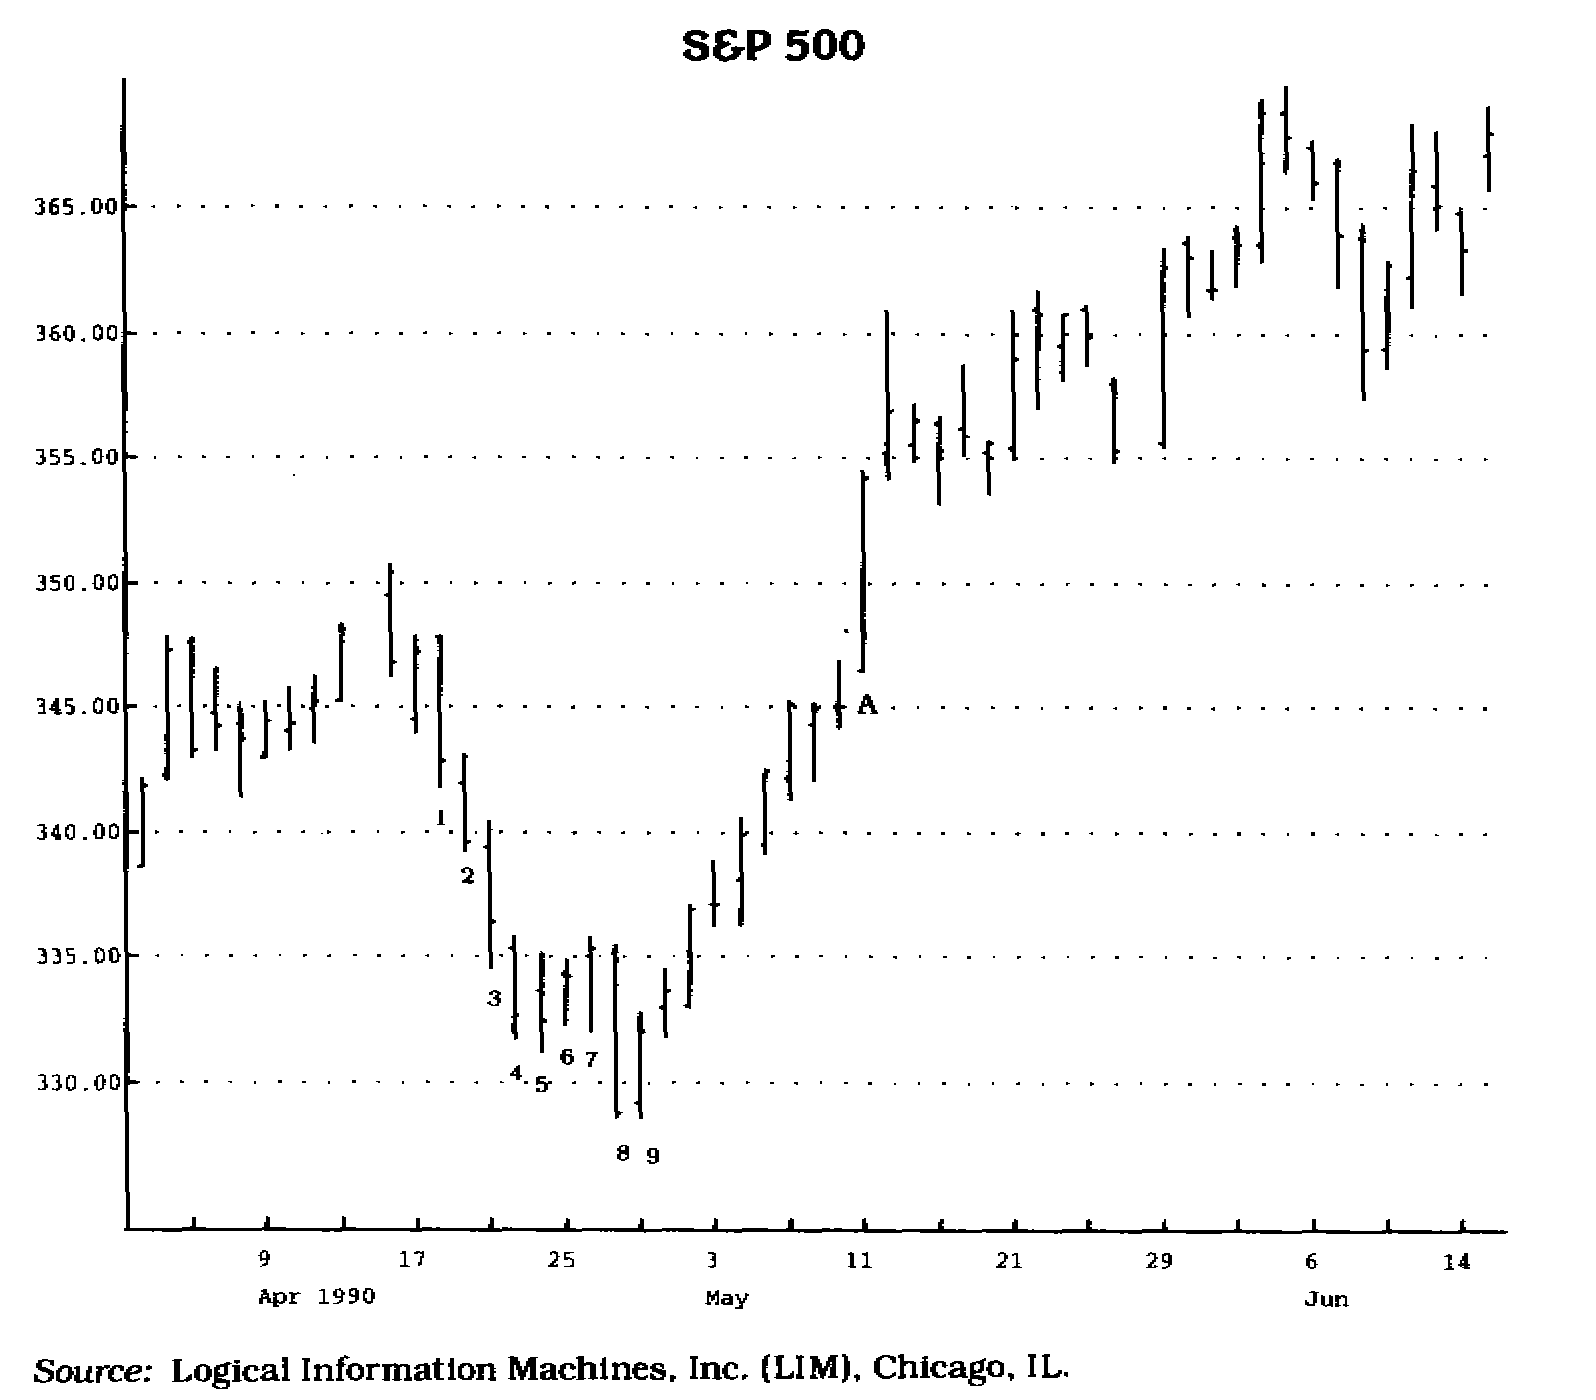 S&P 500
365.00
360.00
355.00
350.00
345.00
A
340.00
1
2
335.00
3
330.00
4 5 6 7
8 9
9 17 25 3 11 21 29 6 14
Apr 1990 May Jun
Source: Logical Information Machines, Inc. (LIM), Chicago, IL.